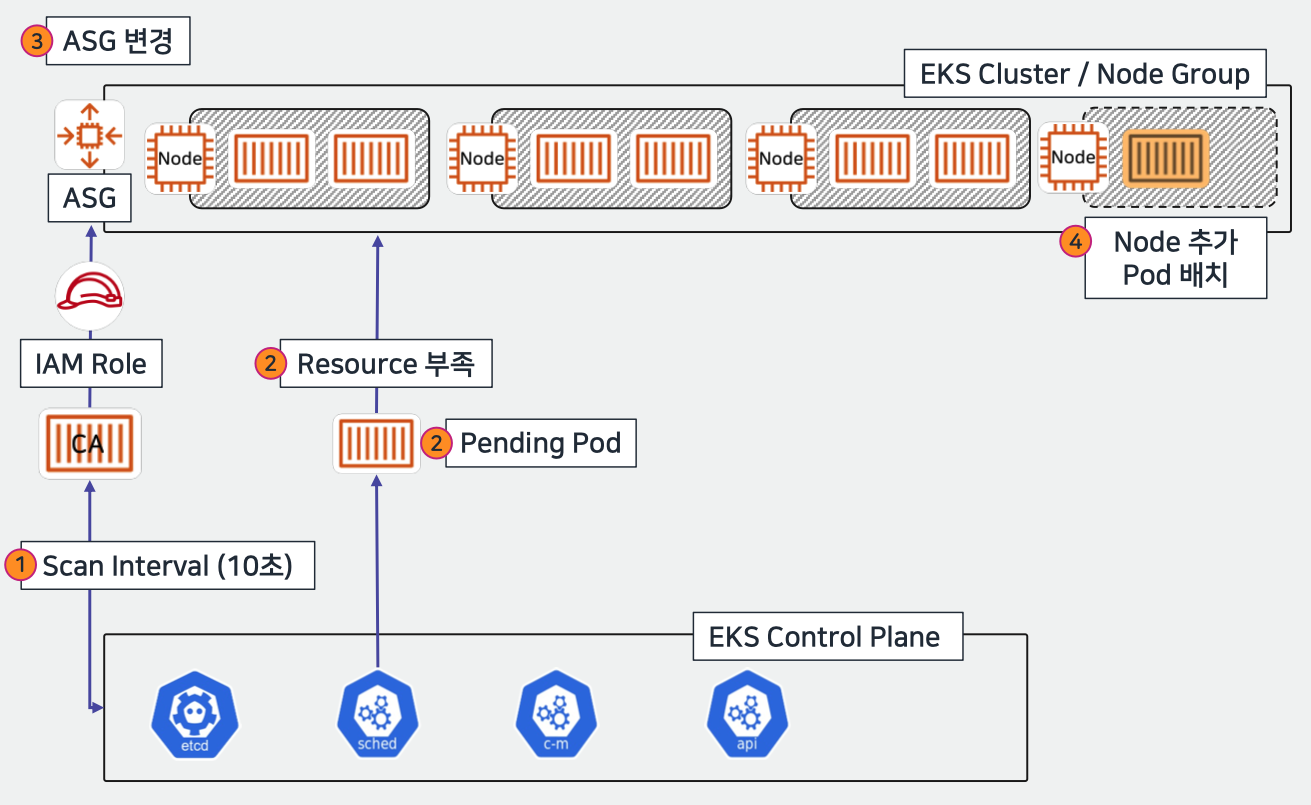 3 ASG 변경
EKS Cluster / Node Group
Node
Node
Node
Node
ASG
4 Node 추가
Pod 배치
IAM Role
2 Resource 부족
CA
2 Pending Pod
1 Scan Interval (10초)
EKS Control Plane
etcd
sched
c-m
api